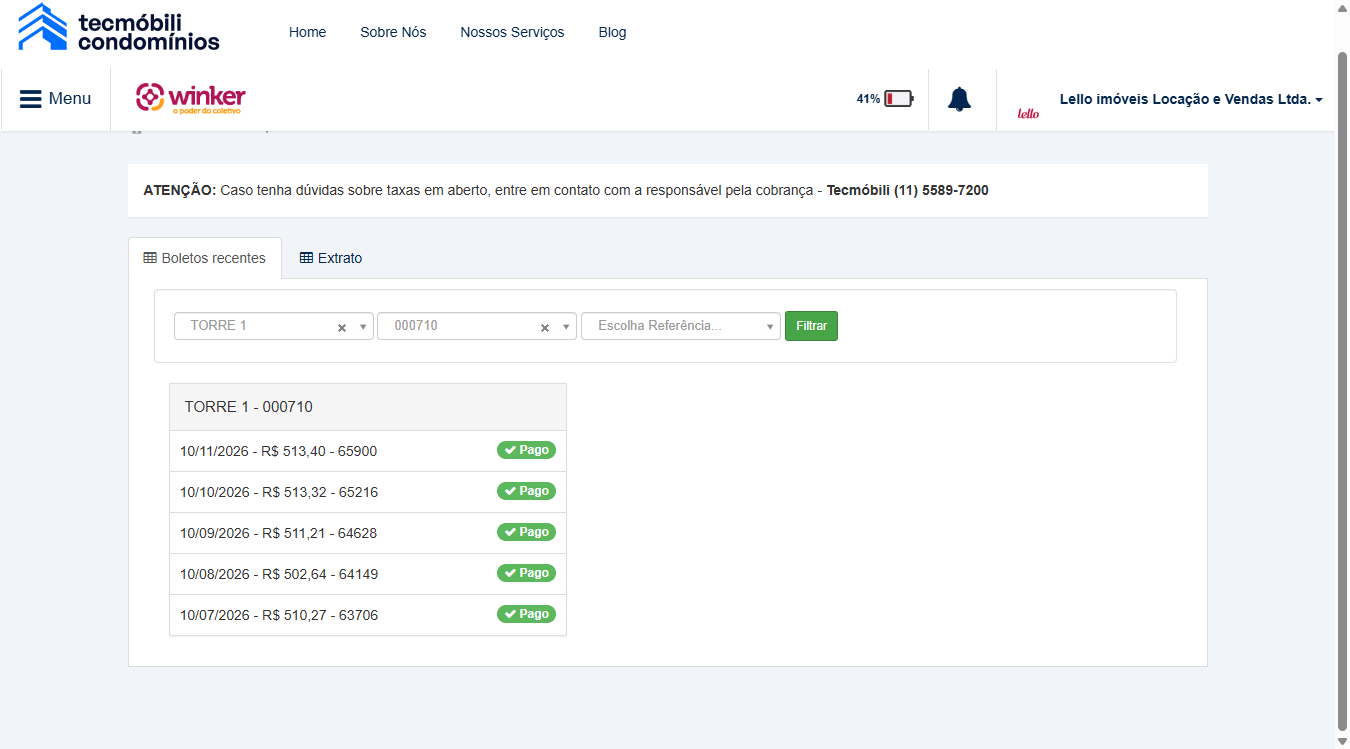 tecmóbili
condomínios
Home Sobre Nós Nossos Serviços Blog
Menu
winker
o poder do coletivo
41%
lello
Lello imóveis Locação e Vendas Ltda.
ATENÇÃO: Caso tenha dúvidas sobre taxas em aberto, entre em contato com a responsável pela cobrança - Tecmóbili (11) 5589-7200
Boletos recentes Extrato
TORRE 1 × 000710 × Escolha Referência... Filtrar
TORRE 1 - 000710
10/11/2026 - R$ 513,40 - 65900 Pago
10/10/2026 - R$ 513,32 - 65216 Pago
10/09/2026 - R$ 511,21 - 64628 Pago
10/08/2026 - R$ 502,64 - 64149 Pago
10/07/2026 - R$ 510,27 - 63706 Pago